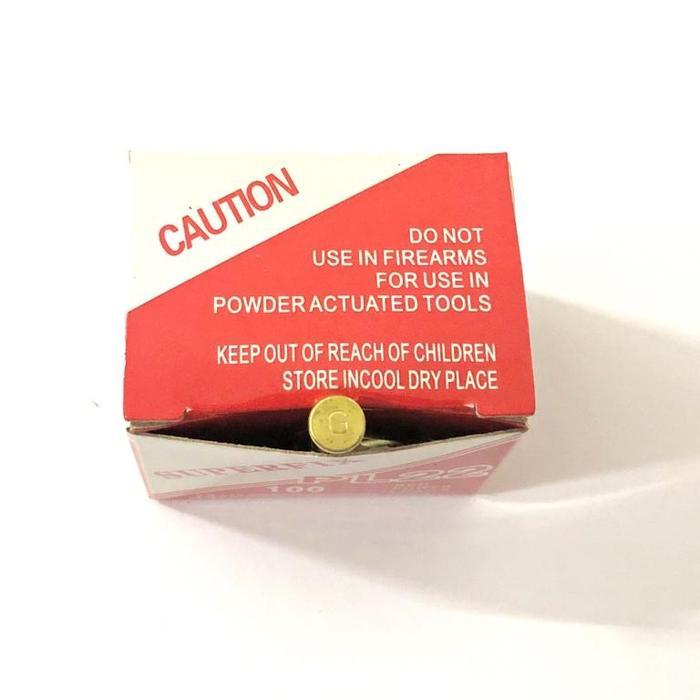 CAUTION
DO NOT
USE IN FIREARMS
FOR USE IN
POWDER ACTUATED TOOLS
KEEP OUT OF REACH OF CHILDREN
STORE INCOOL DRY PLACE
G
SUPERFIX
100